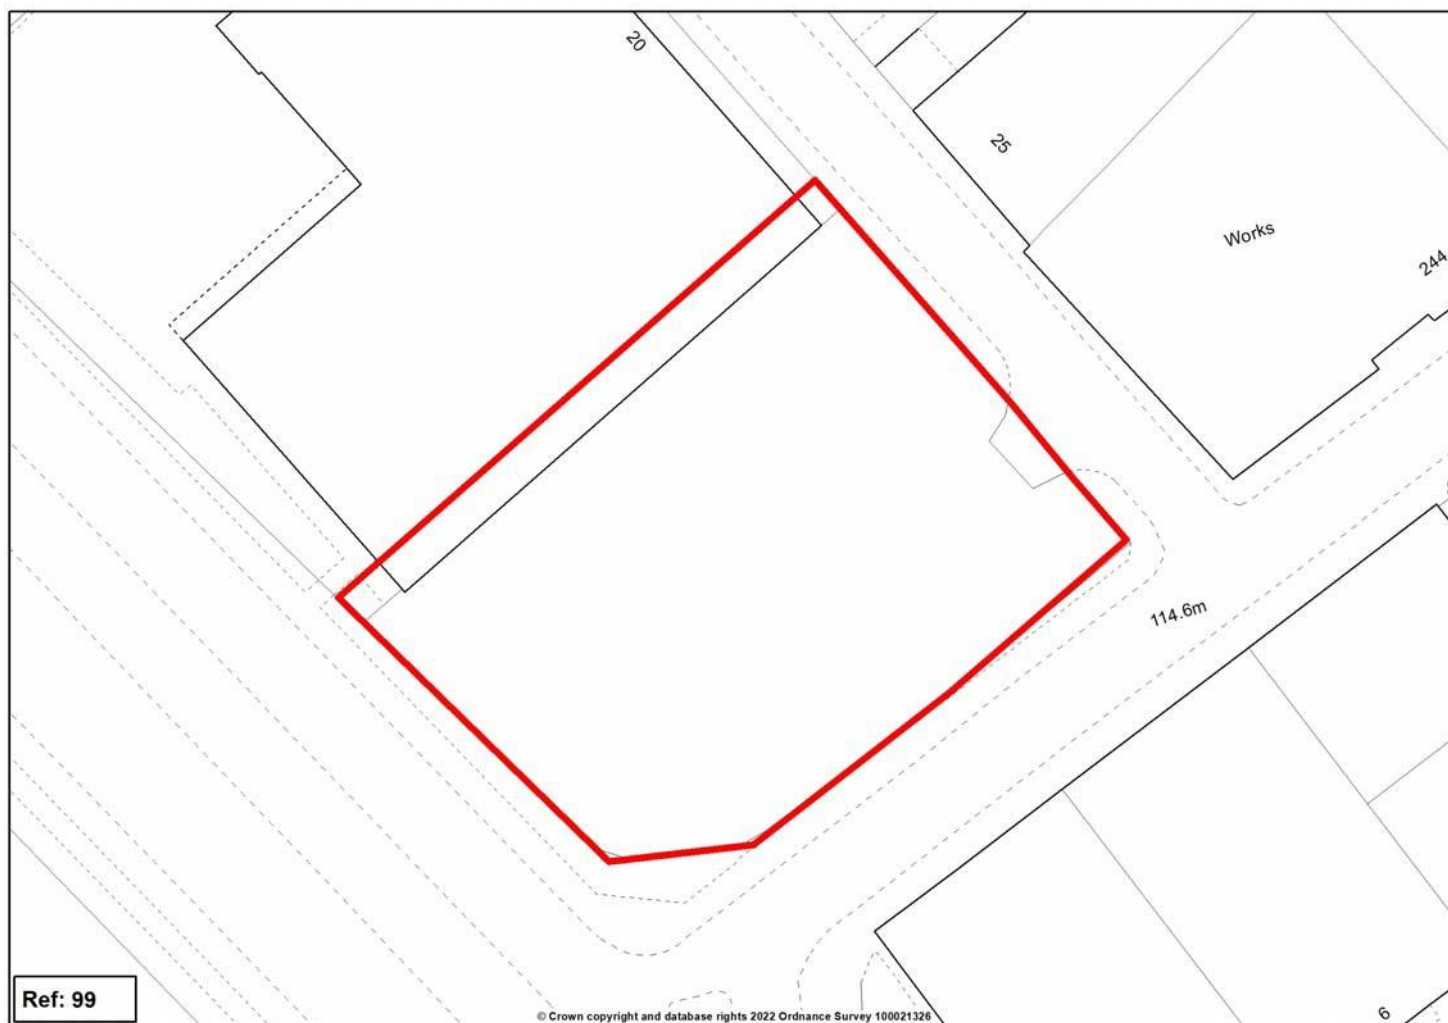 20
25
Works
244
114.6m
6
Ref: 99
© Crown copyright and database rights 2022 Ordnance Survey 100021326